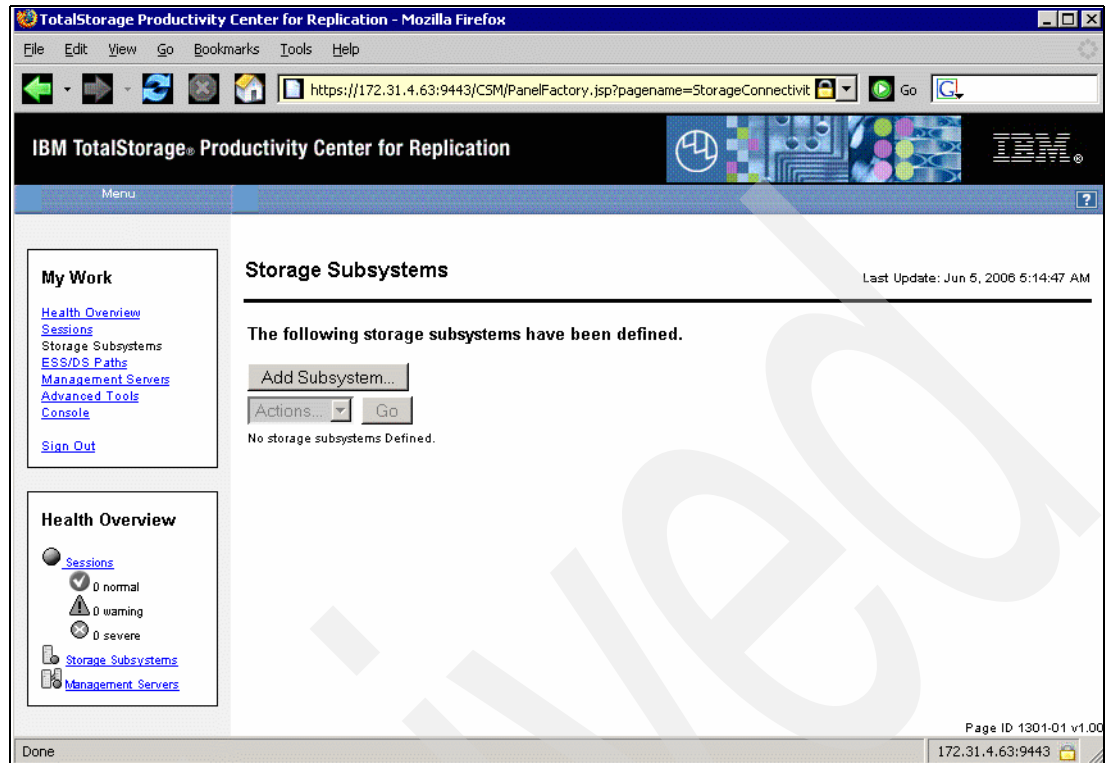 TotalStorage Productivity Center for Replication - Mozilla Firefox
File Edit View Go Bookmarks Tools Help
https://172.31.4.63:9443/CSM/PanelFactory.jsp?pagename=StorageConnectivit Go G
IBM TotalStorage® Productivity Center for Replication IBM®
Menu ?
My Work
Health Overview
Sessions
Storage Subsystems
ESS/DS Paths
Management Servers
Advanced Tools
Console
Sign Out
Storage Subsystems
Last Update: Jun 5, 2006 5:14:47 AM
The following storage subsystems have been defined.
Add Subsystem...
Actions... Go
No storage subsystems Defined.
Health Overview
Sessions
0 normal
0 warning
0 severe
Storage Subsystems
Management Servers
Page ID 1301-01 v1.00
Done 172.31.4.63:9443